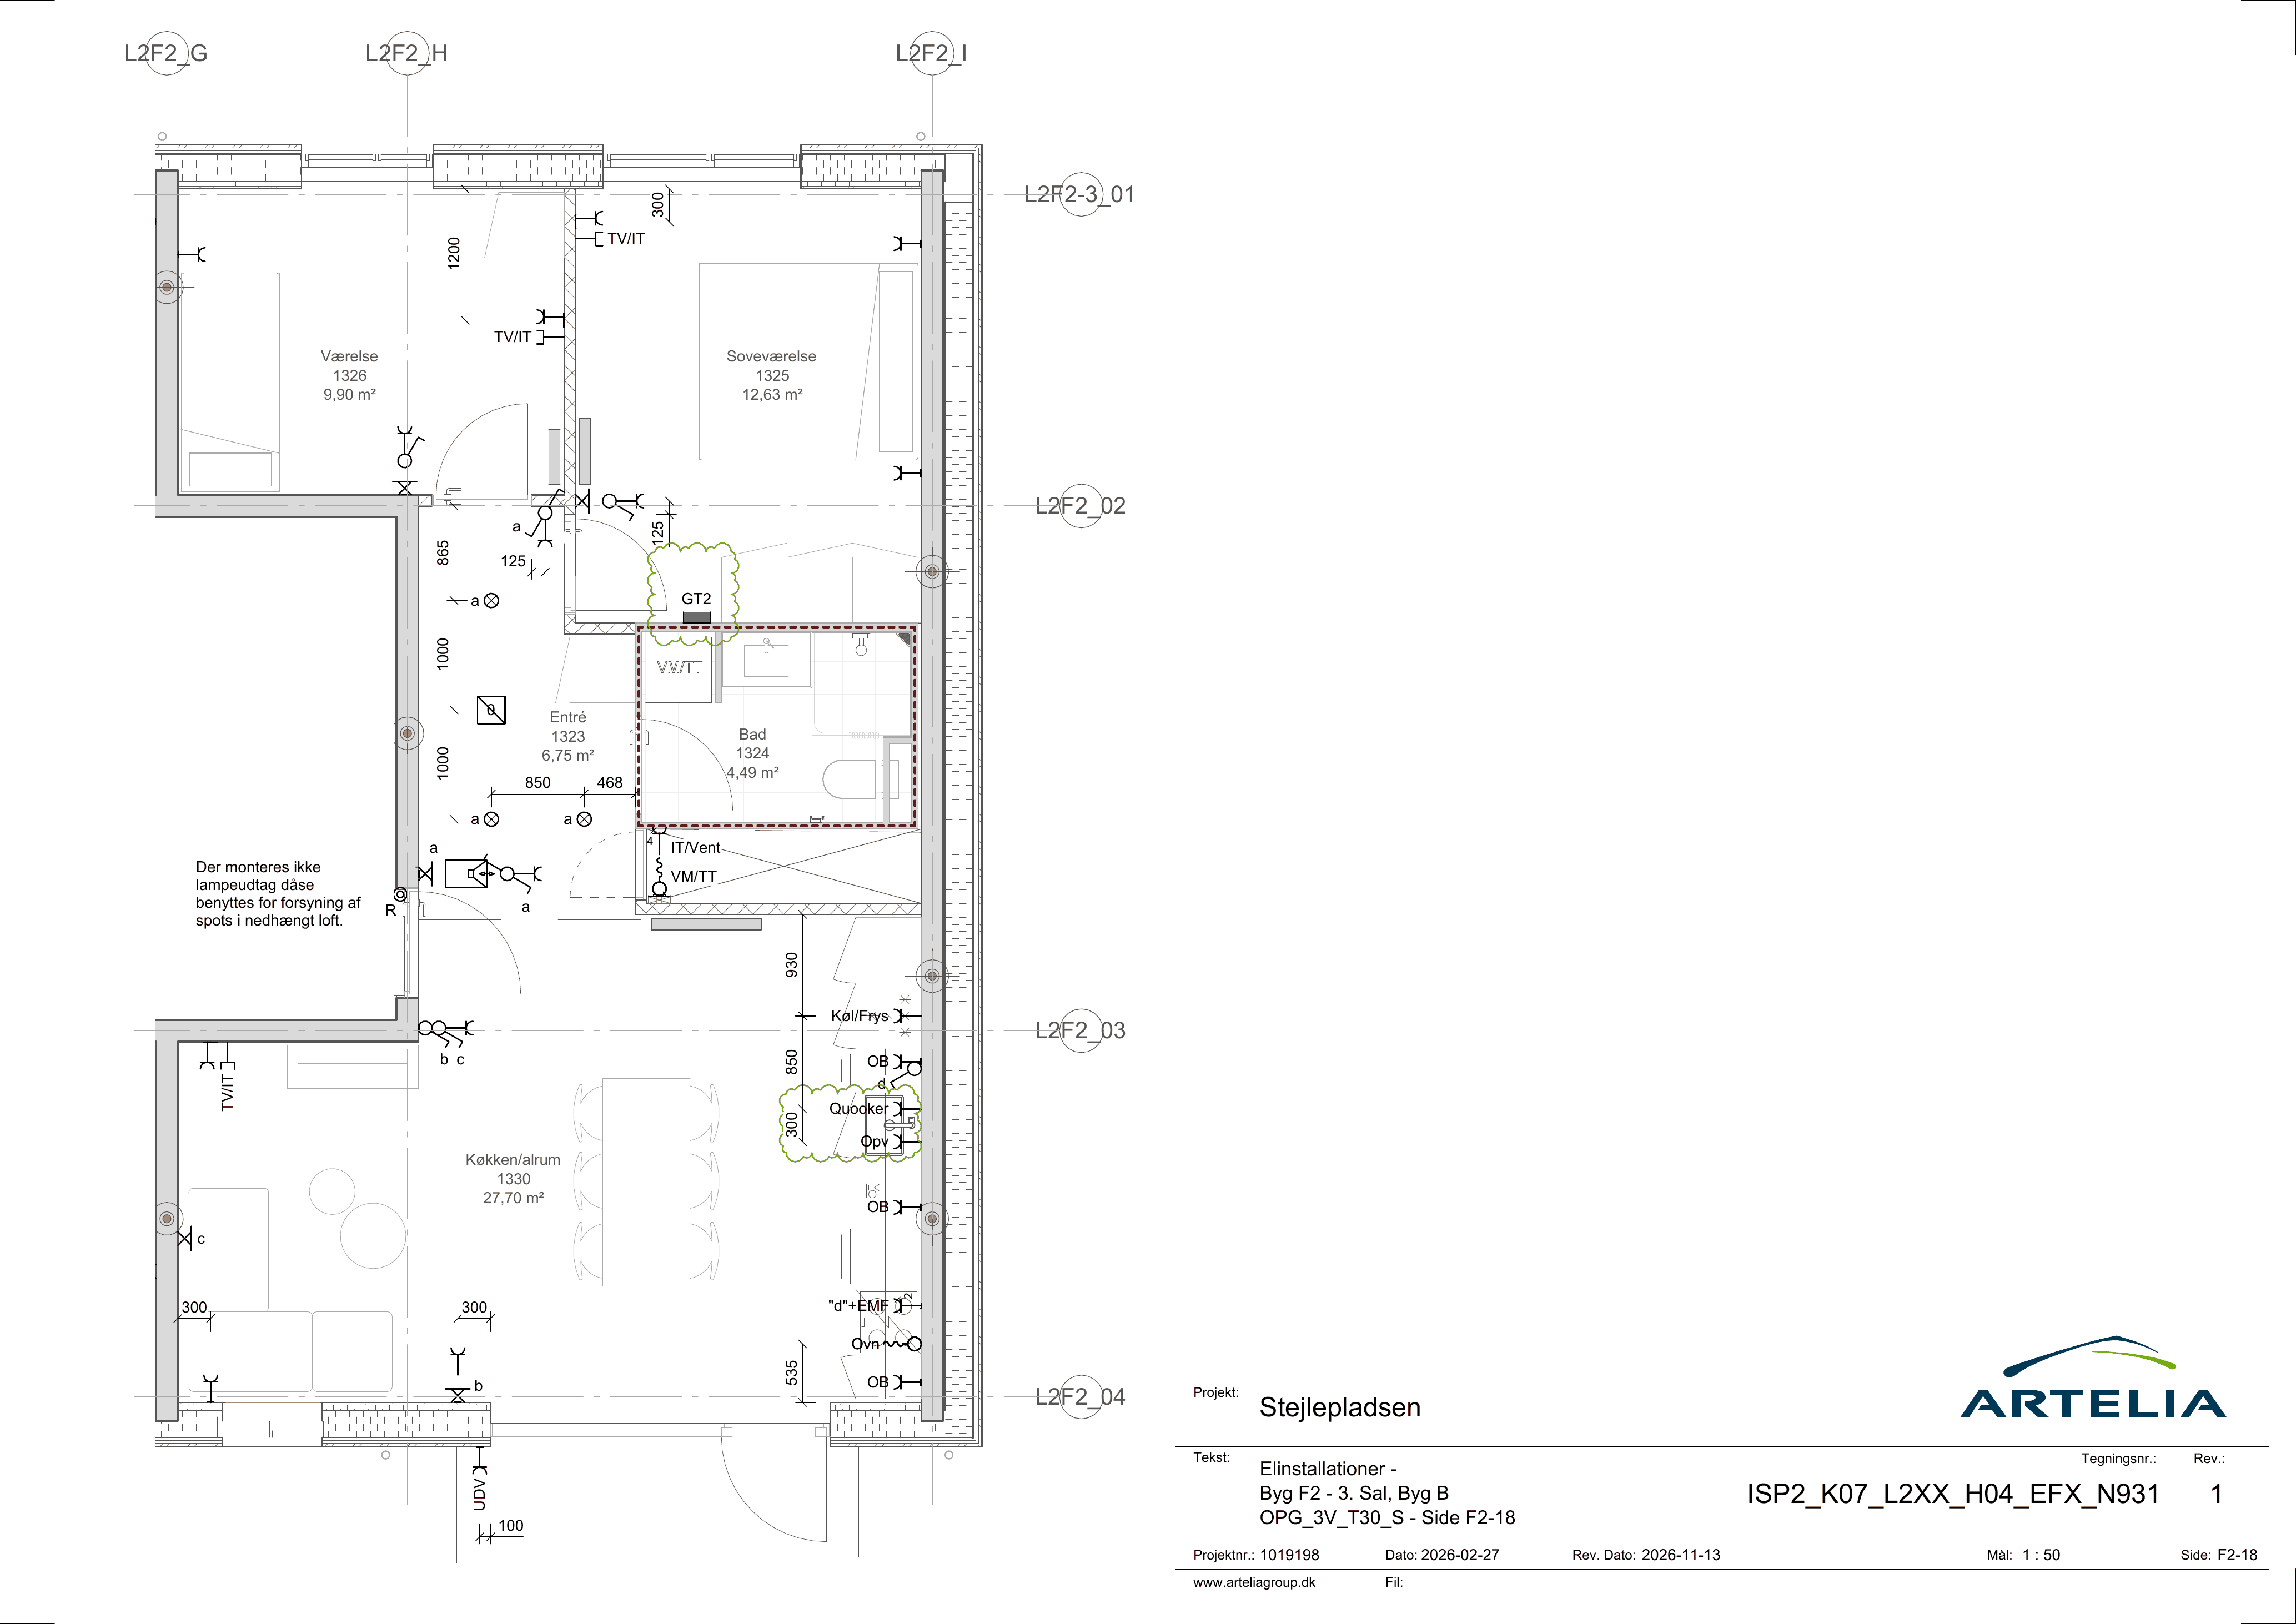 L2F2_G
L2F2_H
L2F2_I
L2F2-3_01
300
TV/IT
1200
TV/IT
Værelse
1326
9,90 m²
Soveværelse
1325
12,63 m²
L2F2_02
a
125
125
865
GT2
a
1000
VM/TT
Entré
1323
6,75 m²
Bad
1324
4,49 m²
1000
850
468
a
a
4
IT/Vent
VM/TT
a
a
Der monteres ikke
lampeudtag dåse
benyttes for forsyning af
spots i nedhængt loft.
R
930
Køl/Frys
L2F2_03
b c
OB
850
d
TV/IT
Quooker
300
Opv
Køkken/alrum
1330
27,70 m²
OB
c
300
300
"d"+EMF
2
Ovn
535
OB
b
L2F2_04
UDV
100
ARTELIA
Projekt:
Stejlepladsen
Tekst:
Elinstallationer -
Byg F2 - 3. Sal, Byg B
OPG_3V_T30_S - Side F2-18
Tegningsnr.:
Rev.:
ISP2_K07_L2XX_H04_EFX_N931
1
Projektnr.: 1019198
Dato: 2026-02-27
Rev. Dato: 2026-11-13
Mål: 1 : 50
Side: F2-18
www.arteliagroup.dk
Fil: